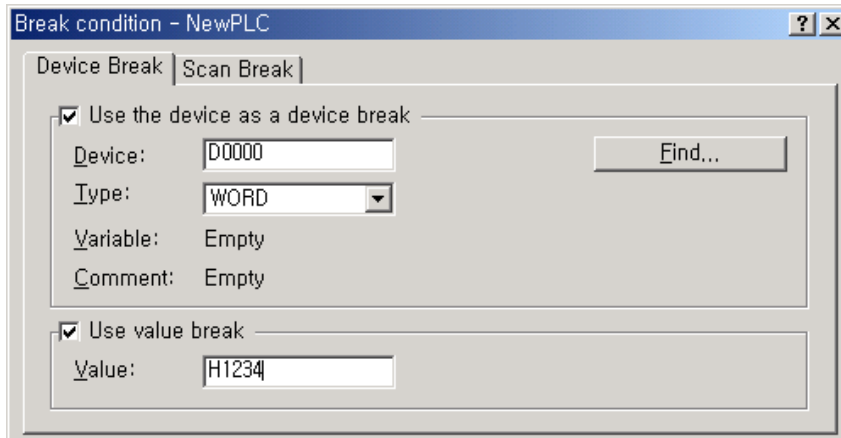 Break condition - NewPLC
Device Break Scan Break
Use the device as a device break
Device: D0000 Find...
Type: WORD
Variable: Empty
Comment: Empty
Use value break
Value: H1234